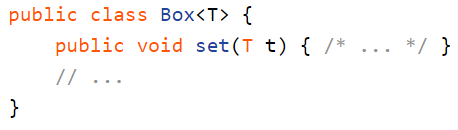 public class Box<T> {
    public void set(T t) { /* ... */ }
    // ...
}